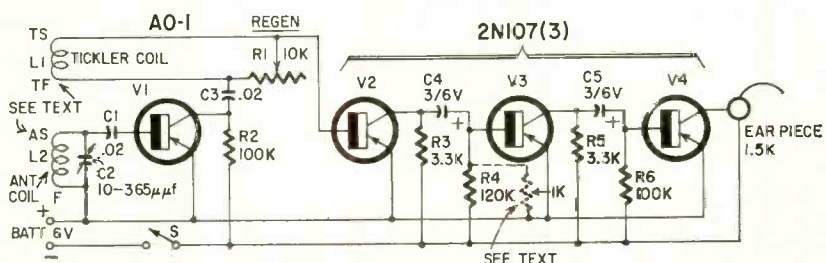 AO-1
REGEN
2N107(3)
TS
L1 TICKLER COIL
TF
R1 10K
SEE TEXT
V1
C3 .02
V2
C4
3/6V
+
V3
C5
3/6V
+
V4
AS
C1
.02
L2
C2
10-365µµf
ANT
COIL
F
R2
100K
R3
3.3K
R4
120K
1K
R5
3.3K
R6
100K
EAR PIECE
1.5K
+
BATT 6V
−
S
SEE TEXT